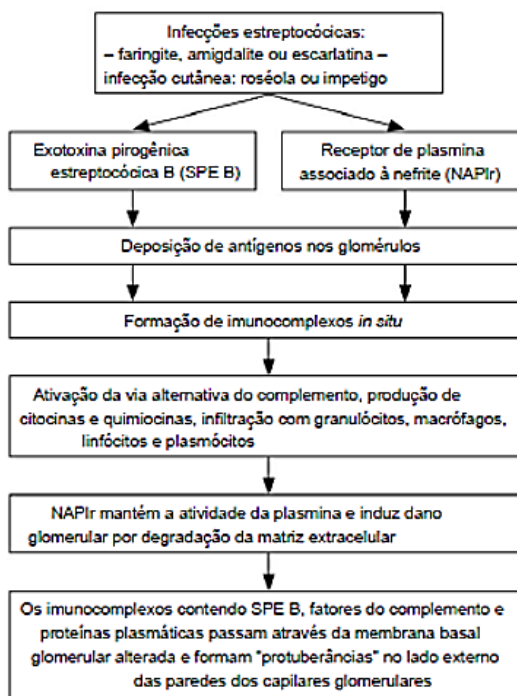 Infecções estreptocócicas:
– faringite, amigdalite ou escarlatina –
infecção cutânea: roséola ou impetigo
Exotoxina pirogênica
estreptocócica B (SPE B)
Receptor de plasmina
associado à nefrite (NAPlr)
Deposição de antígenos nos glomérulos
Formação de imunocomplexos in situ
Ativação da via alternativa do complemento, produção de
citocinas e quimiocinas, infiltração com granulócitos, macrófagos,
linfócitos e plasmócitos
NAPlr mantém a atividade da plasmina e induz dano
glomerular por degradação da matriz extracelular
Os imunocomplexos contendo SPE B, fatores do complemento e
proteínas plasmáticas passam através da membrana basal
glomerular alterada e formam "protuberâncias" no lado externo
das paredes dos capilares glomerulares